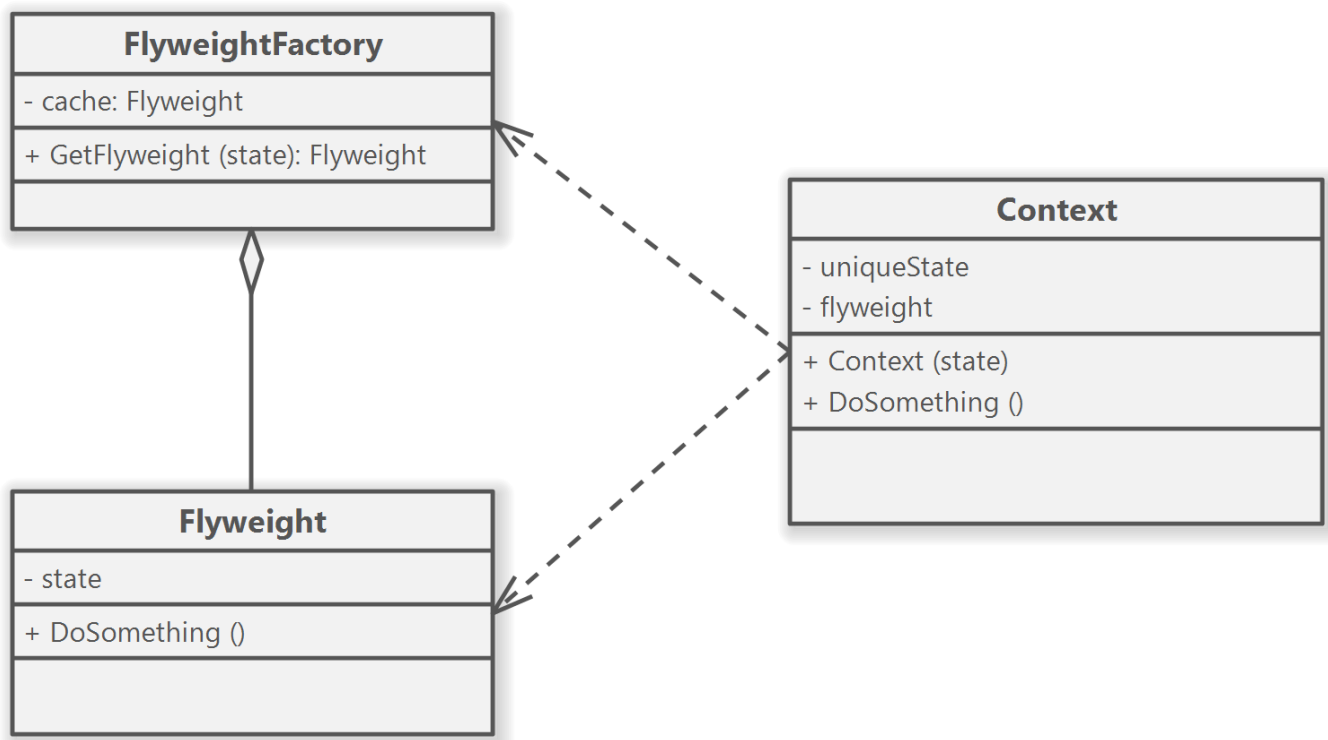 FlyweightFactory
- cache: Flyweight
+ GetFlyweight (state): Flyweight
Context
- uniqueState
- flyweight
+ Context (state)
+ DoSomething ()
Flyweight
- state
+ DoSomething ()